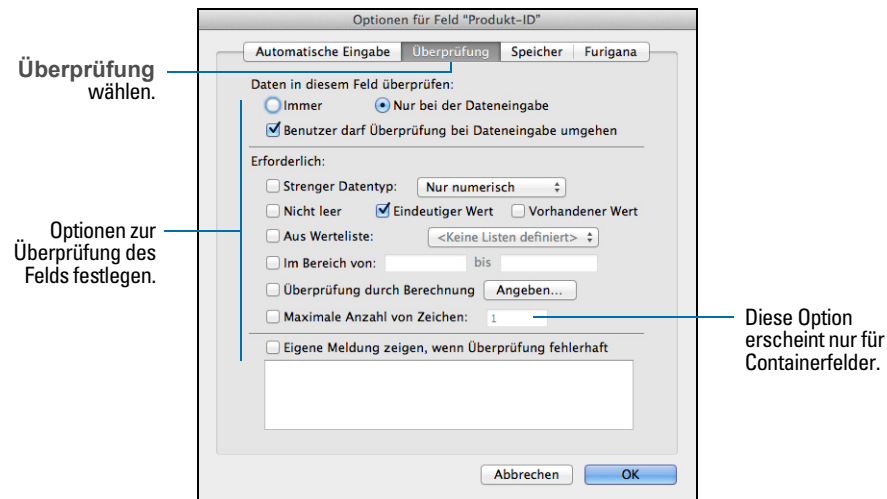 Optionen für Feld "Produkt-ID"
Automatische Eingabe Überprüfung Speicher Furigana
Überprüfung
wählen.
Daten in diesem Feld überprüfen:
Immer Nur bei der Dateneingabe
Benutzer darf Überprüfung bei Dateneingabe umgehen
Erforderlich:
Strenger Datentyp: Nur numerisch
Nicht leer Eindeutiger Wert Vorhandener Wert
Aus Werteliste: <Keine Listen definiert>
Im Bereich von: bis
Überprüfung durch Berechnung Angeben...
Maximale Anzahl von Zeichen: 1
Optionen zur
Überprüfung des
Felds festlegen.
Diese Option
erscheint nur für
Containerfelder.
Eigene Meldung zeigen, wenn Überprüfung fehlerhaft
Abbrechen OK